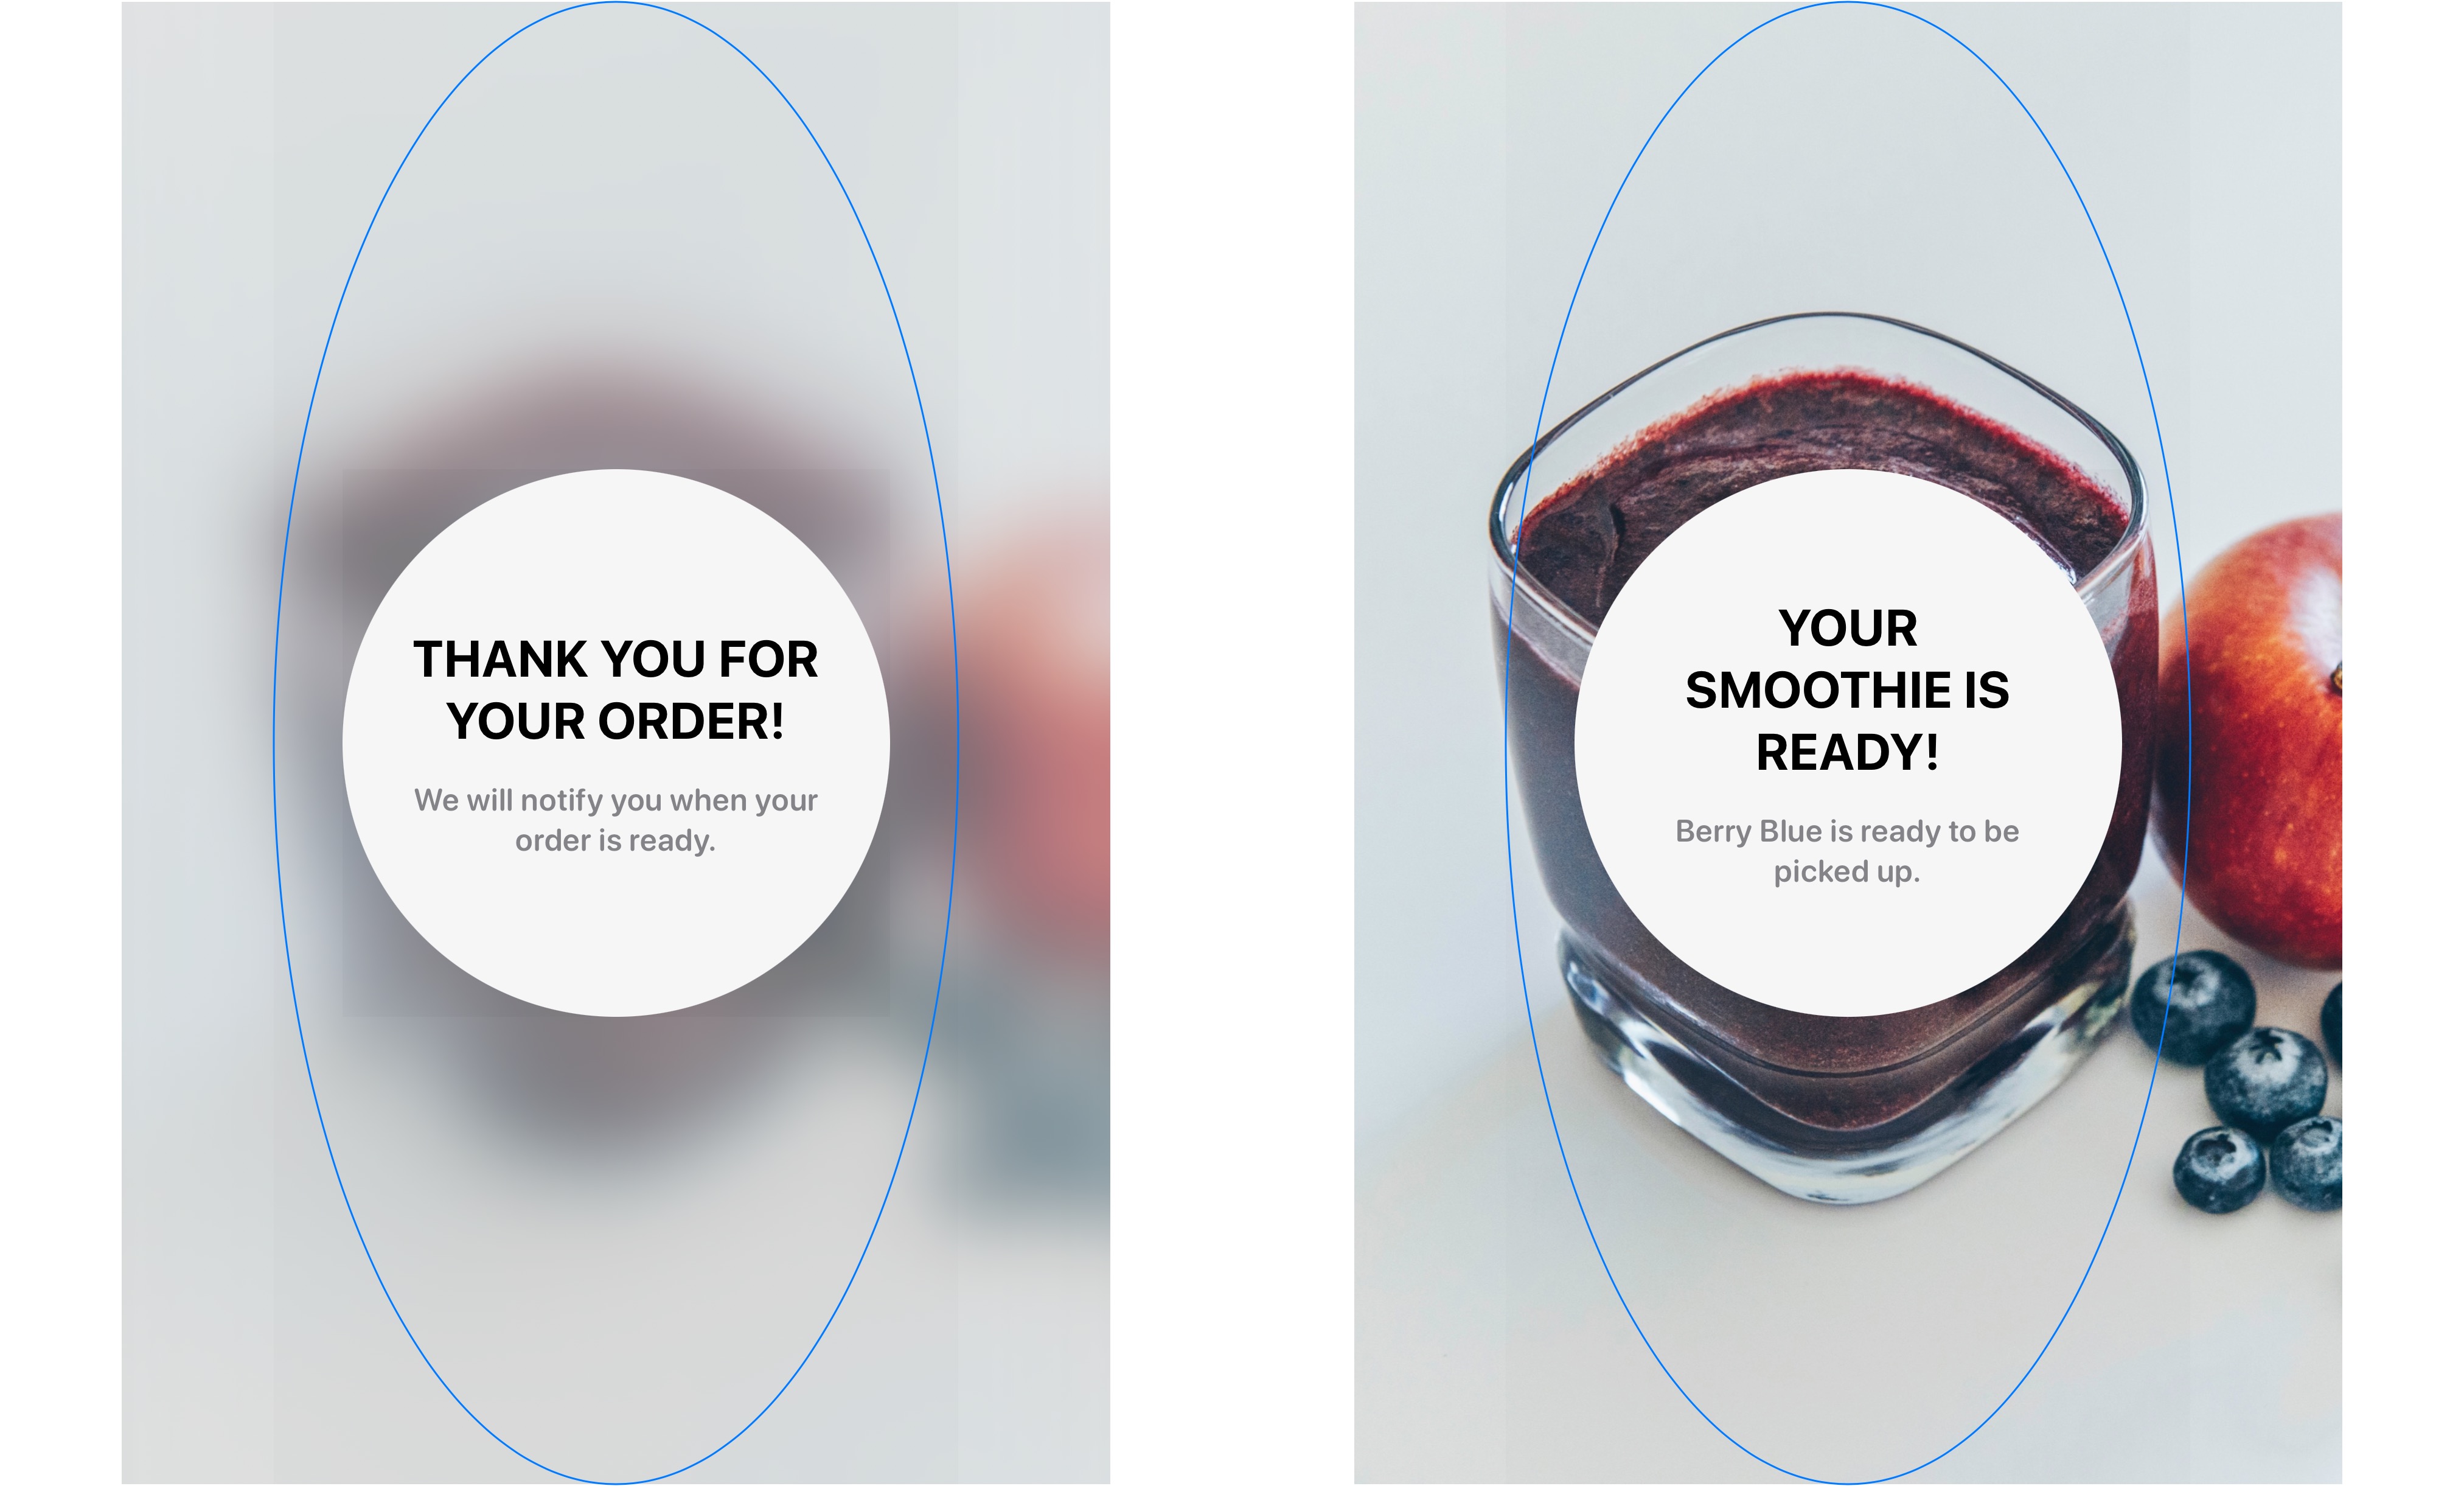 THANK YOU FOR
YOUR ORDER!
We will notify you when your
order is ready.
YOUR
SMOOTHIE IS
READY!
Berry Blue is ready to be
picked up.